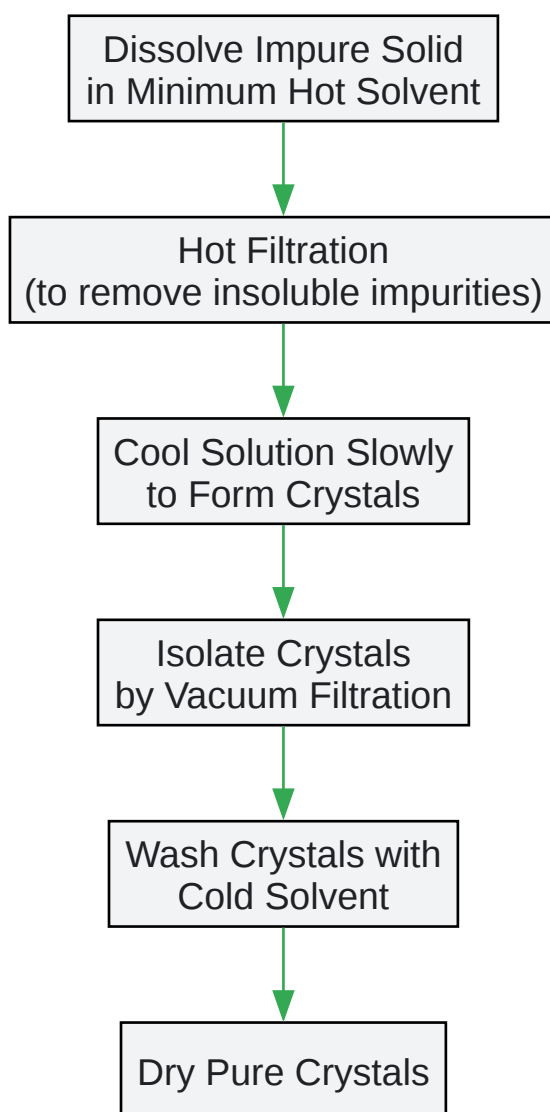 Dissolve Impure Solid
in Minimum Hot Solvent
Hot Filtration
(to remove insoluble impurities)
Cool Solution Slowly
to Form Crystals
Isolate Crystals
by Vacuum Filtration
Wash Crystals with
Cold Solvent
Dry Pure Crystals